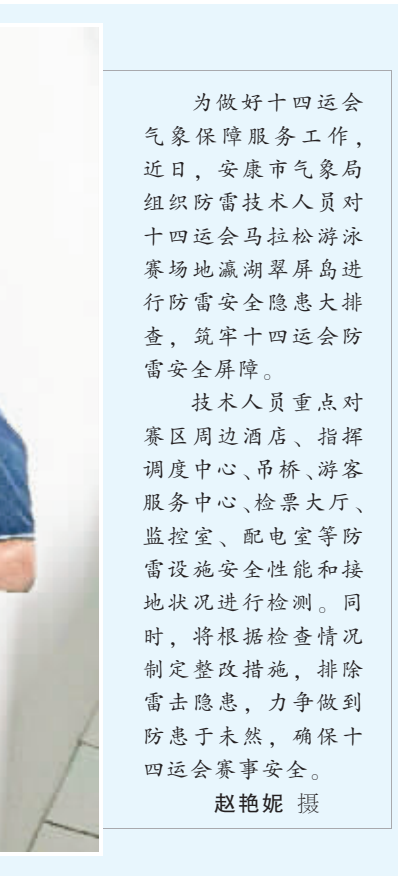 为做好十四运会
气象保障服务工作，
近日，安康市气象局
组织防雷技术人员对
十四运会马拉松游泳
赛场地瀛湖翠屏岛进
行防雷安全隐患大排
查，筑牢十四运会防
雷安全屏障。
技术人员重点对
赛区周边酒店、指挥
调度中心、吊桥、游客
服务中心、检票大厅、
监控室、配电室等防
雷设施安全性能和接
地状况进行检测。同
时，将根据检查情况
制定整改措施，排除
雷击隐患，力争做到
防患于未然，确保十
四运会赛事安全。
赵艳妮 摄